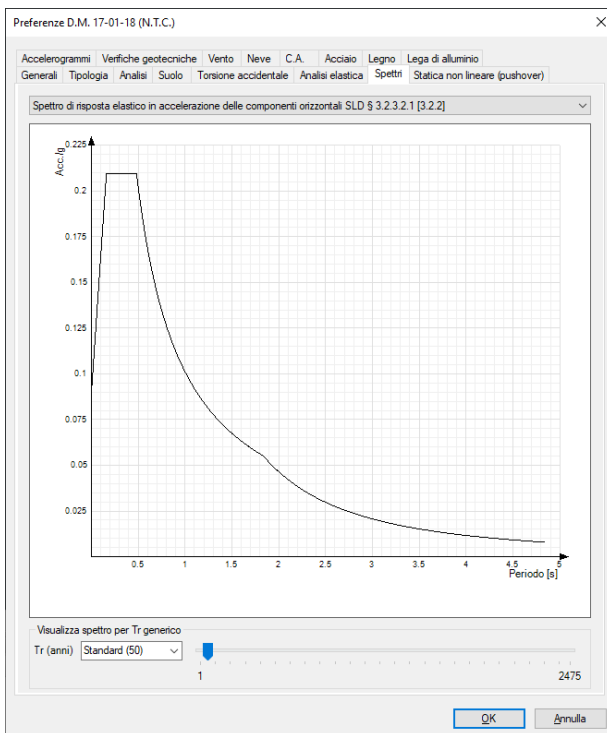 Preferenze D.M. 17-01-18 (N.T.C.)
Accelerogrammi Verifiche geotecniche Vento Neve C.A. Acciaio Legno Lega di alluminio
Generali Tipologia Analisi Suolo Torsione accidentale Analisi elastica Spettri Statica non lineare (pushover)
Spettro di risposta elastico in accelerazione delle componenti orizzontali SLD § 3.2.3.2.1 [3.2.2]
Acc./g
0.225
0.2
0.175
0.15
0.125
0.1
0.075
0.05
0.025
0.5 1 1.5 2 2.5 3 3.5 4 4.5 5
Periodo [s]
Visualizza spettro per Tr generico
Tr (anni) Standard (50)
1 2475
OK Annulla